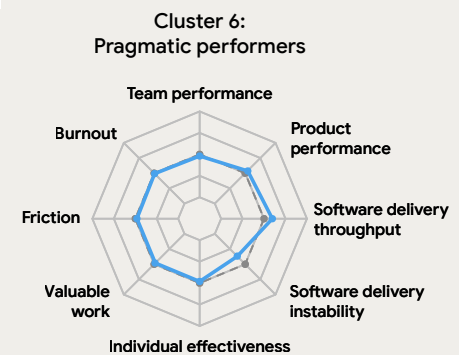 Cluster 6:
Pragmatic performers
Team performance
Burnout
Product
performance
Friction
Software delivery
throughput
Valuable
work
Software delivery
instability
Individual effectiveness